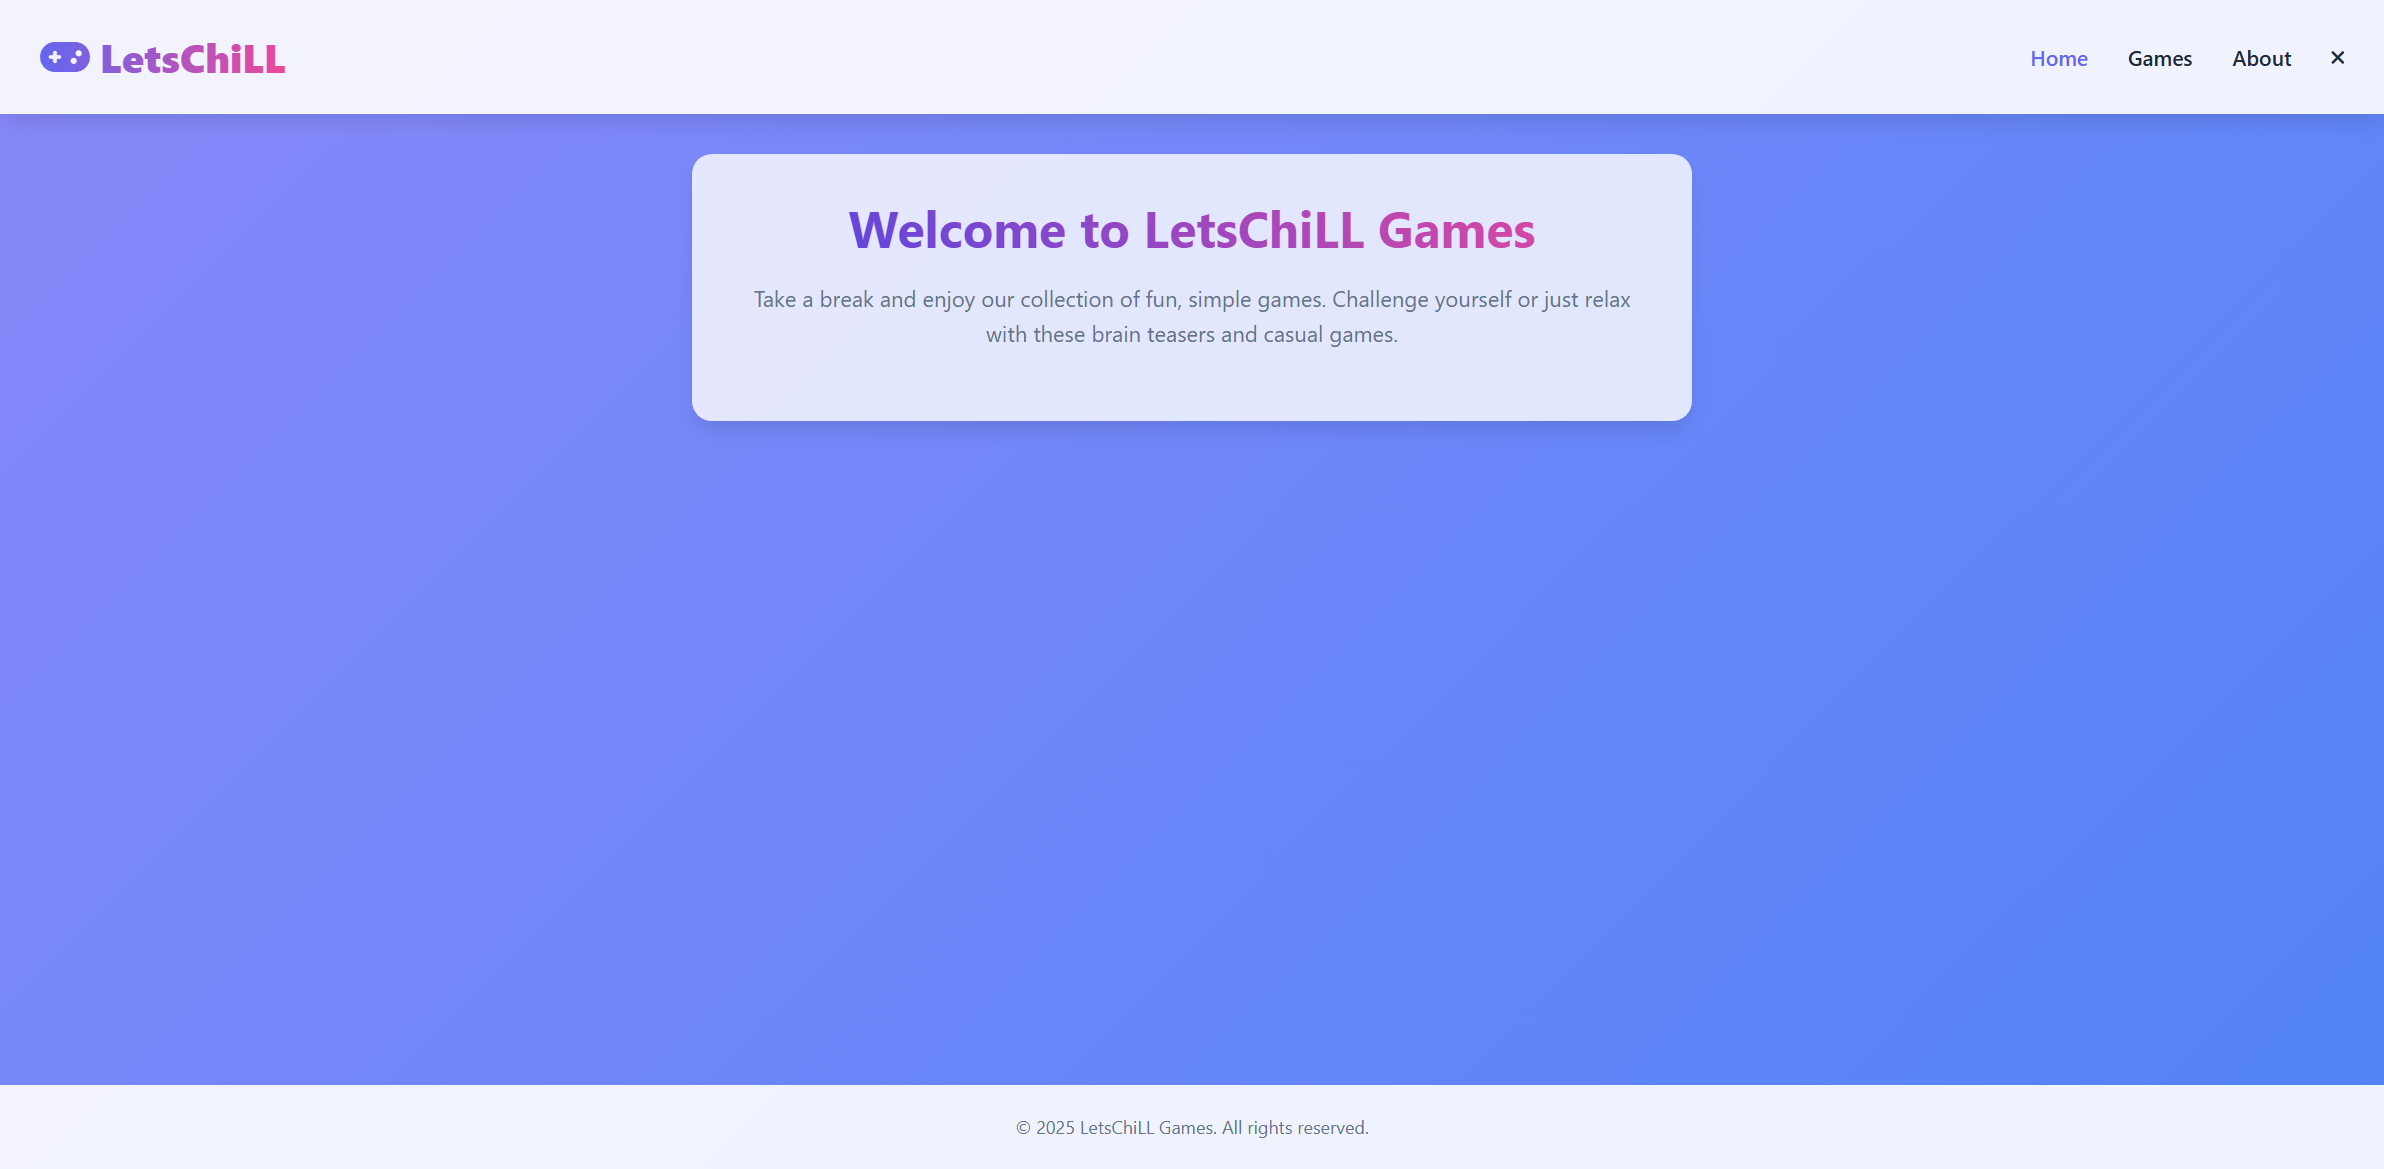 LetsChiLL
Home
Games
About
Welcome to LetsChiLL Games
Take a break and enjoy our collection of fun, simple games. Challenge yourself or just relax
with these brain teasers and casual games.
© 2025 LetsChiLL Games. All rights reserved.